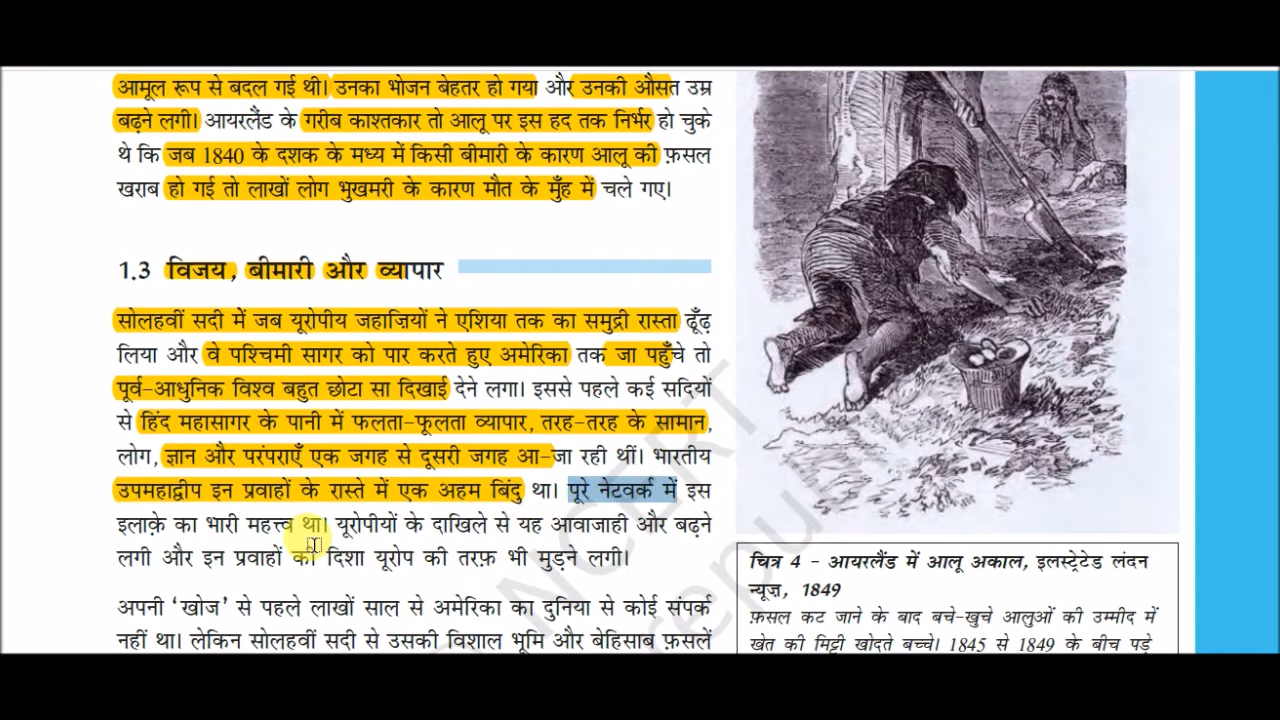 आमूल रूप से बदल गई थी। उनका भोजन बेहतर हो गया और उनकी औसत उम्र
बढ़ने लगी। आयरलैंड के ग़रीब काश्तकार तो आलू पर इस हद तक निर्भर हो चुके
थे कि जब 1840 के दशक के मध्य में किसी बीमारी के कारण आलू की फ़सल
खराब हो गई तो लाखों लोग भुखमरी के कारण मौत के मुँह में चले गए।
1.3 विजय, बीमारी और व्यापार
सोलहवीं सदी में जब यूरोपीय जहाज़ियों ने एशिया तक का समुद्री रास्ता ढूँढ़
लिया और वे पश्चिमी सागर को पार करते हुए अमेरिका तक जा पहुँचे तो
पूर्व-आधुनिक विश्व बहुत छोटा सा दिखाई देने लगा। इससे पहले कई सदियों
से हिंद महासागर के पानी में फलता-फूलता व्यापार, तरह-तरह के सामान,
लोग, ज्ञान और परंपराएँ एक जगह से दूसरी जगह आ-जा रही थीं। भारतीय
उपमहाद्वीप इन प्रवाहों के रास्ते में एक अहम बिंदु था। पूरे नेटवर्क में इस
इलाक़े का भारी महत्त्व था। यूरोपीयों के दाखिले से यह आवाजाही और बढ़ने
लगी और इन प्रवाहों की दिशा यूरोप की तरफ़ भी मुड़ने लगी।
अपनी ‘खोज’ से पहले लाखों साल से अमेरिका का दुनिया से कोई संपर्क
नहीं था। लेकिन सोलहवीं सदी से उसकी विशाल भूमि और बेहिसाब फ़सलें
चित्र 4 – आयरलैंड में आलू अकाल, इलस्ट्रेटेड लंदन
न्यूज़, 1849
फ़सल कट जाने के बाद बचे-खुचे आलुओं की उम्मीद में
खेत की मिट्टी खोदते बच्चे। 1845 से 1849 के बीच पड़े
NCERT
republi